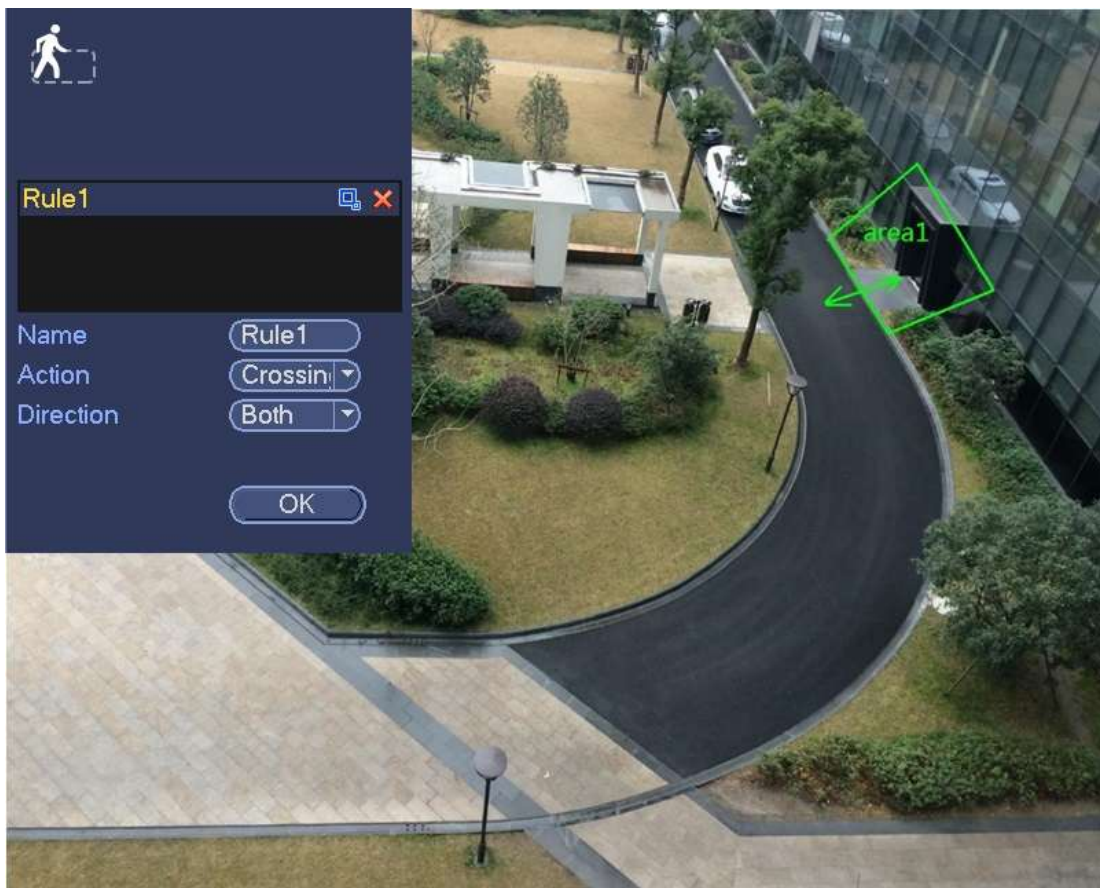 Rule1
Name
Rule1
Action
Crossin
Direction
Both
OK
area1